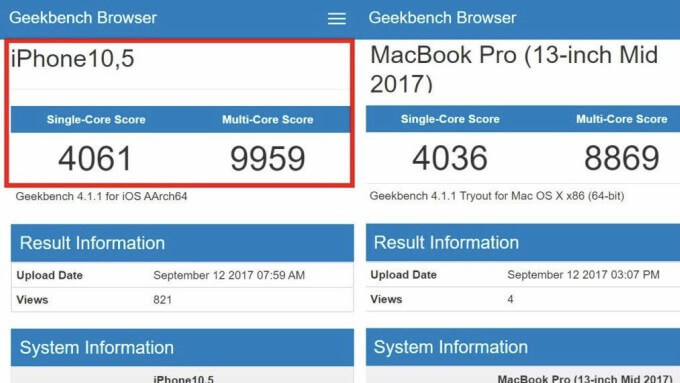 Geekbench Browser
iPhone10,5
Single-Core Score Multi-Core Score
4061 9959
Geekbench 4.1.1 for iOS AArch64
Result Information
Upload Date September 12 2017 07:59 AM
Views 821
System Information
iPhone10,5
Geekbench Browser
MacBook Pro (13-inch Mid
2017)
Single-Core Score Multi-Core Score
4036 8869
Geekbench 4.1.1 Tryout for Mac OS X x86 (64-bit)
Result Information
Upload Date September 12 2017 03:07 PM
Views 4
System Information
MacBook Pro (13-inch Mid